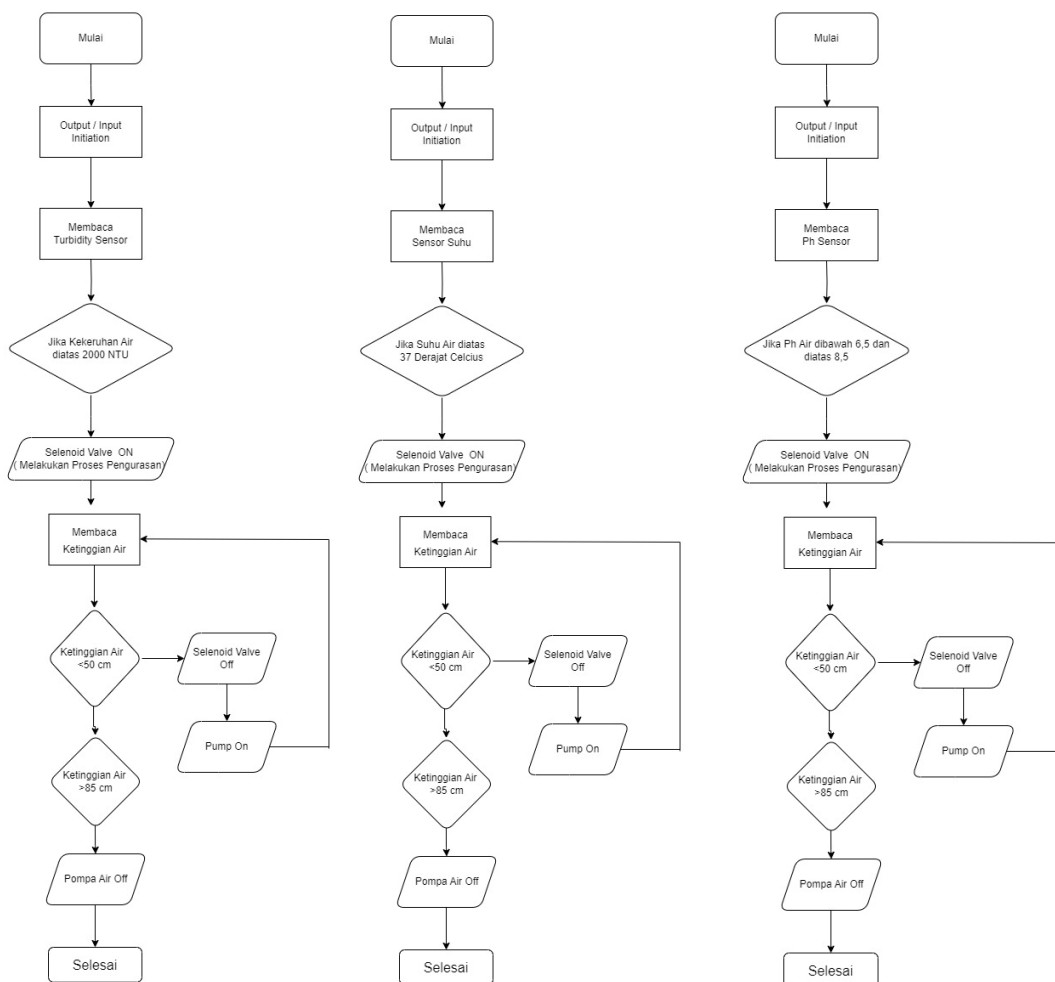 Mulai
Output / Input
Initiation
Membaca
Turbidity Sensor
Jika Kekeruhan Air
diatas 2000 NTU
Selenoid Valve ON
( Melakukan Proses Pengurasan)
Membaca
Ketinggian Air
Ketinggian Air
<50 cm
Selenoid Valve
Off
Pump On
Ketinggian Air
>85 cm
Pompa Air Off
Selesai
Mulai
Output / Input
Initiation
Membaca
Sensor Suhu
Jika Suhu Air diatas
37 Derajat Celcius
Selenoid Valve ON
( Melakukan Proses Pengurasan)
Membaca
Ketinggian Air
Ketinggian Air
<50 cm
Selenoid Valve
Off
Pump On
Ketinggian Air
>85 cm
Pompa Air Off
Selesai
Mulai
Output / Input
Initiation
Membaca
Ph Sensor
Jika Ph Air dibawah 6,5 dan
diatas 8,5
Selenoid Valve ON
( Melakukan Proses Pengurasan)
Membaca
Ketinggian Air
Ketinggian Air
<50 cm
Selenoid Valve
Off
Pump On
Ketinggian Air
>85 cm
Pompa Air Off
Selesai